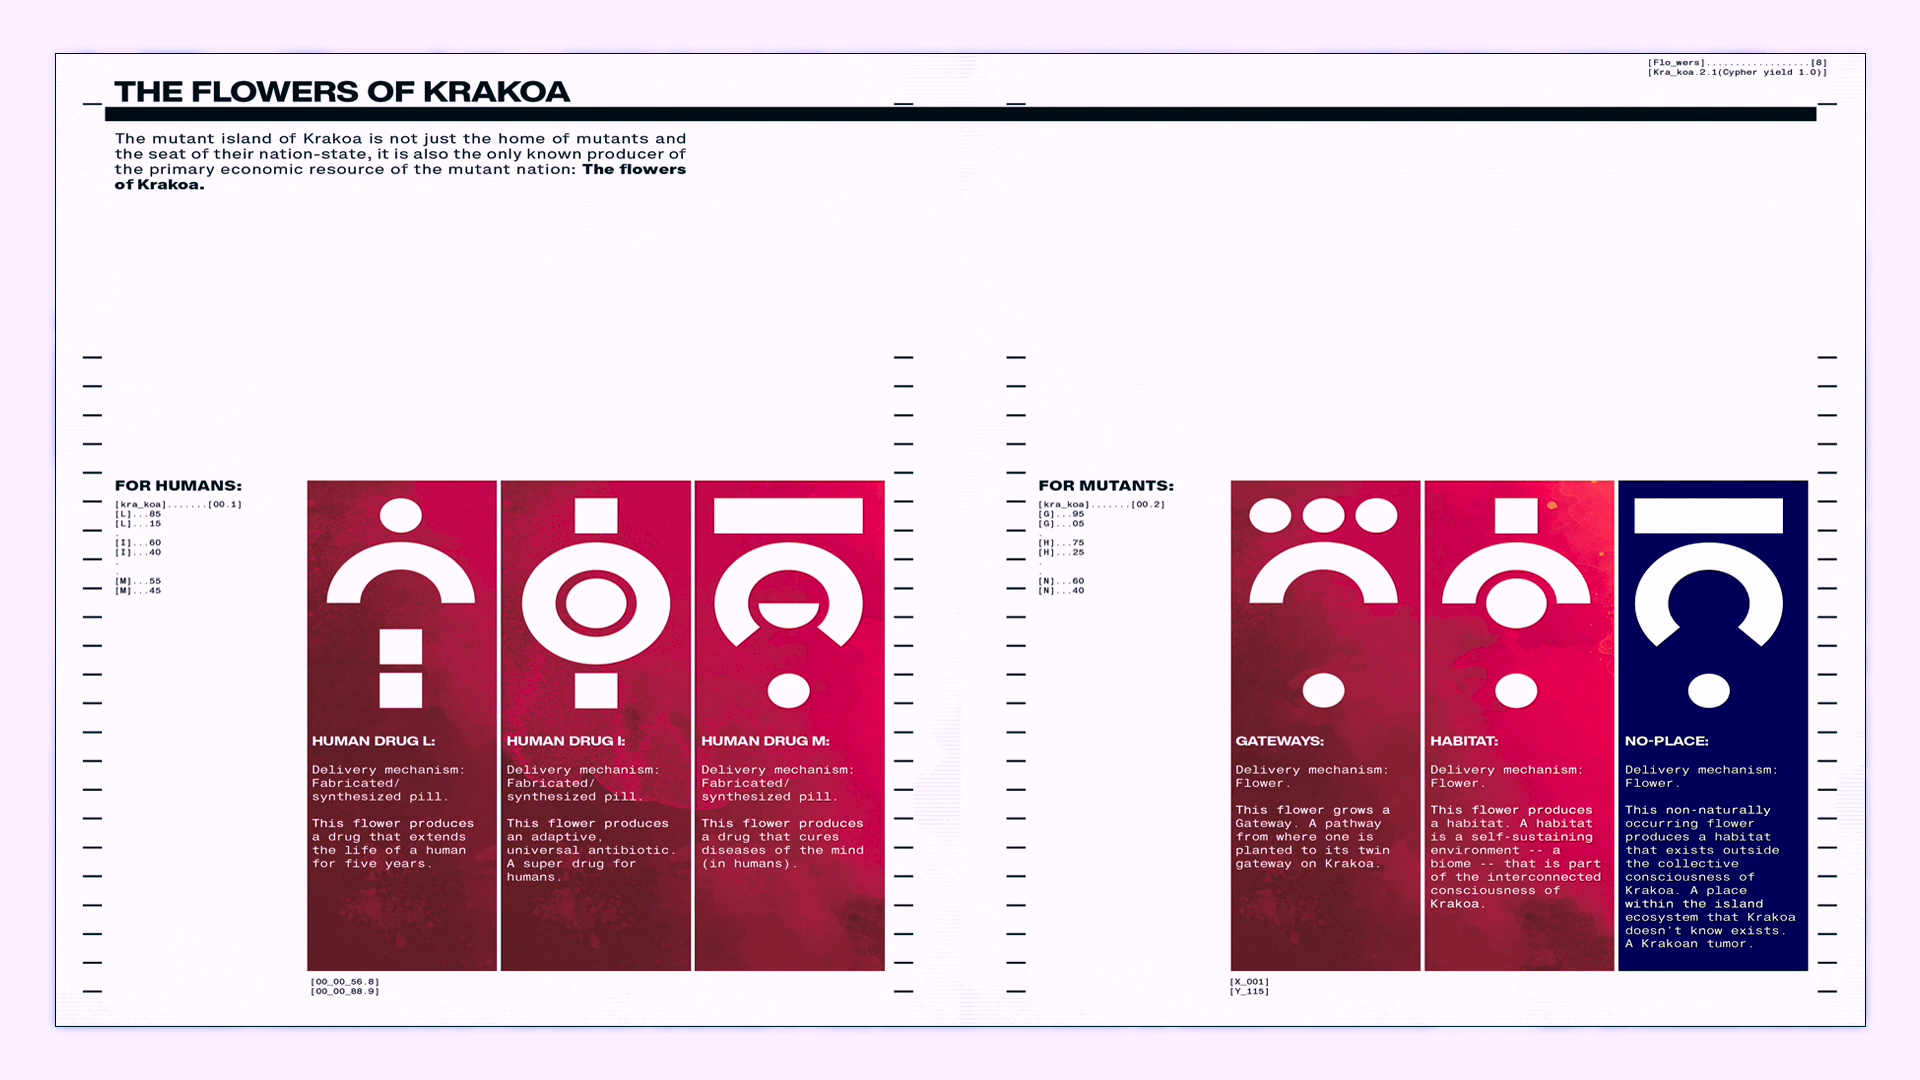 [Flo_wers].................[8]
[Kra_koa.2.1(Cypher yield 1.0)]
THE FLOWERS OF KRAKOA
The mutant island of Krakoa is not just the home of mutants and
the seat of their nation-state, it is also the only known producer of
the primary economic resource of the mutant nation: The flowers
of Krakoa.
FOR HUMANS:
[kra_koa].......[00.1]
[L]...85
[L]...15
.
[I]...60
[I]...40
.
.
[M]...55
[M]...45
HUMAN DRUG L:
Delivery mechanism:
Fabricated/
synthesized pill.
This flower produces
a drug that extends
the life of a human
for five years.
HUMAN DRUG I:
Delivery mechanism:
Fabricated/
synthesized pill.
This flower produces
an adaptive,
universal antibiotic.
A super drug for
humans.
HUMAN DRUG M:
Delivery mechanism:
Fabricated/
synthesized pill.
This flower produces
a drug that cures
diseases of the mind
(in humans).
[00_00_56.8]
[00_00_88.9]
FOR MUTANTS:
[kra_koa].......[00.2]
[G]...95
[G]...05
.
[H]...75
[H]...25
.
.
[N]...60
[N]...40
GATEWAYS:
Delivery mechanism:
Flower.
This flower grows a
Gateway. A pathway
from where one is
planted to its twin
gateway on Krakoa.
HABITAT:
Delivery mechanism:
Flower.
This flower produces
a habitat. A habitat
is a self-sustaining
environment -- a
biome -- that is part
of the interconnected
consciousness of
Krakoa.
NO-PLACE:
Delivery mechanism:
Flower.
This non-naturally
occurring flower
produces a habitat
that exists outside
the collective
consciousness of
Krakoa. A place
within the island
ecosystem that Krakoa
doesn't know exists.
A Krakoan tumor.
[X_001]
[Y_115]